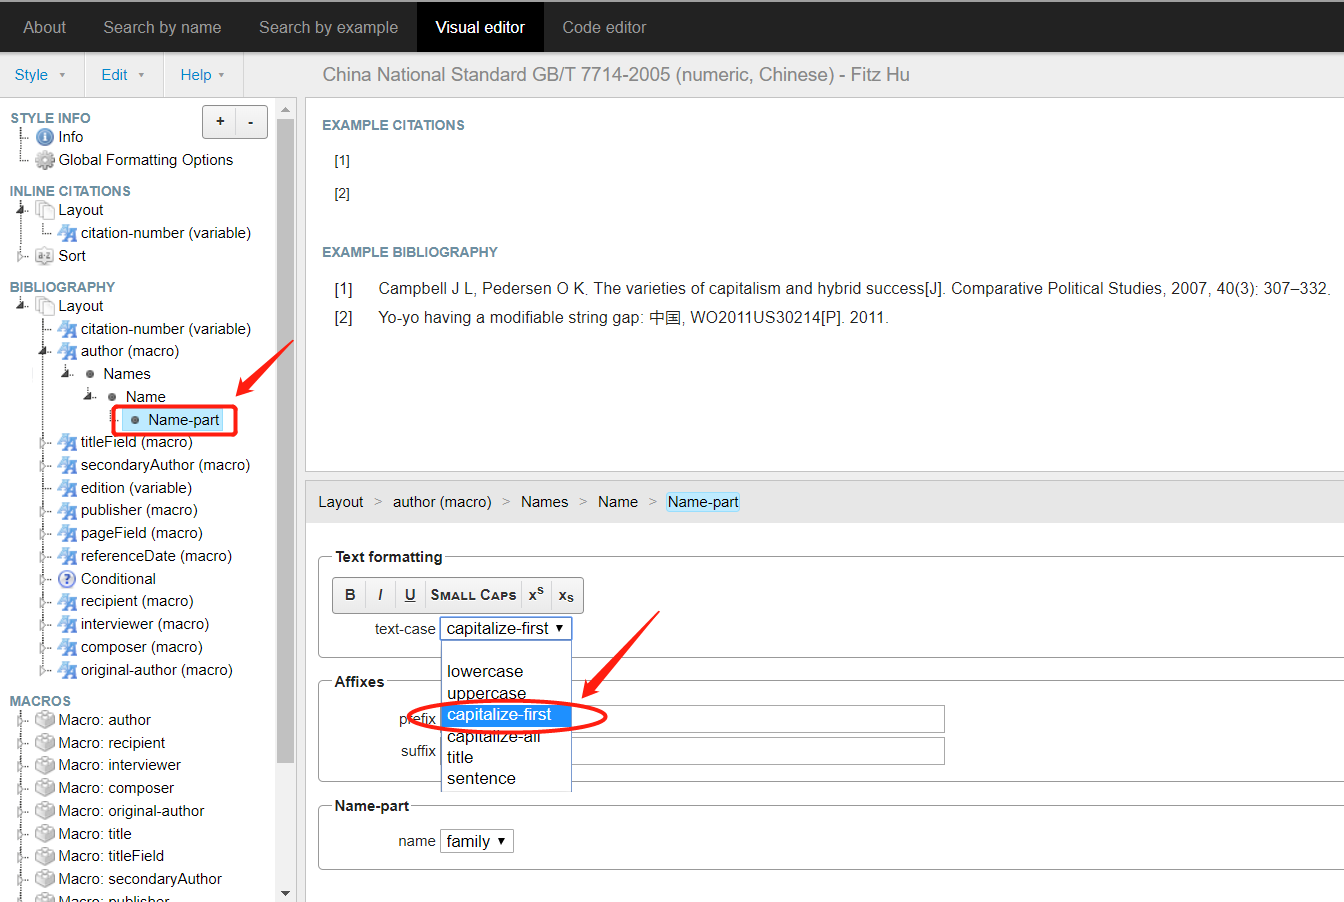 About Search by name Search by example Visual editor Code editor
Style Edit Help China National Standard GB/T 7714-2005 (numeric, Chinese) - Fitz Hu
STYLE INFO
+ -
Info
Global Formatting Options
INLINE CITATIONS
Layout
citation-number (variable)
Sort
BIBLIOGRAPHY
Layout
citation-number (variable)
author (macro)
Names
Name
Name-part
titleField (macro)
secondaryAuthor (macro)
edition (variable)
publisher (macro)
pageField (macro)
referenceDate (macro)
Conditional
recipient (macro)
interviewer (macro)
composer (macro)
original-author (macro)
MACROS
Macro: author
Macro: recipient
Macro: interviewer
Macro: composer
Macro: original-author
Macro: title
Macro: titleField
Macro: secondaryAuthor
Macro: publisher
EXAMPLE CITATIONS
[1]
[2]
EXAMPLE BIBLIOGRAPHY
[1] Campbell J L, Pedersen O K. The varieties of capitalism and hybrid success[J]. Comparative Political Studies, 2007, 40(3): 307–332.
[2] Yo-yo having a modifiable string gap: 中国, WO2011US30214[P]. 2011.
Layout > author (macro) > Names > Name > Name-part
Text formatting
B I U SMALL CAPS xs xs
text-case capitalize-first
lowercase
uppercase
capitalize-first
capitalize-all
title
sentence
Affixes
prefix
suffix
Name-part
name family